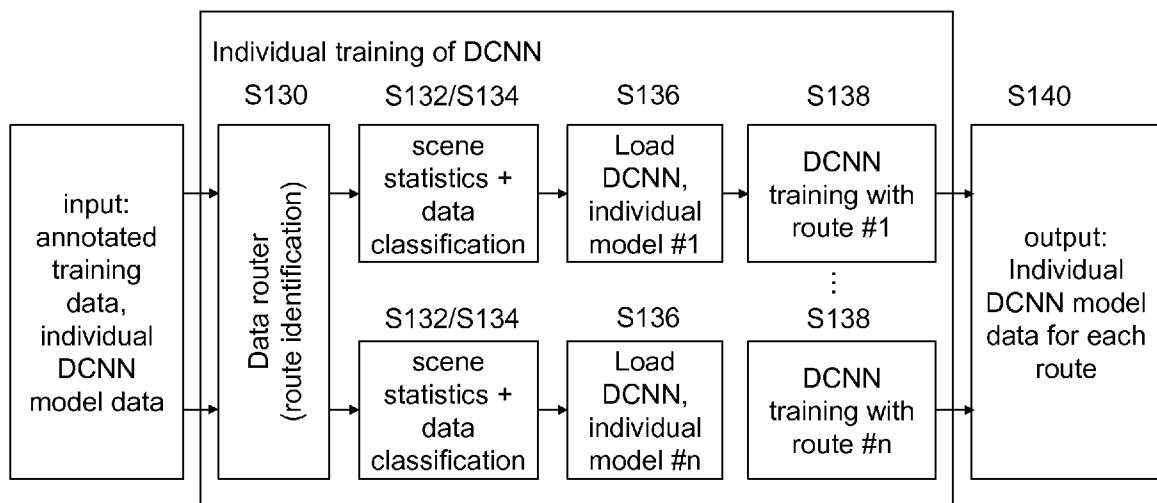 Individual training of DCNN
S130
S132/S134
S136
S138
S140
input:
annotated
training
data,
individual
DCNN
model data
Data router
(route identification)
scene
statistics +
data
classification
Load
DCNN,
individual
model #1
DCNN
training with
route #1
...
S132/S134
S136
S138
scene
statistics +
data
classification
Load
DCNN,
individual
model #n
DCNN
training with
route #n
output:
Individual
DCNN model
data for each
route